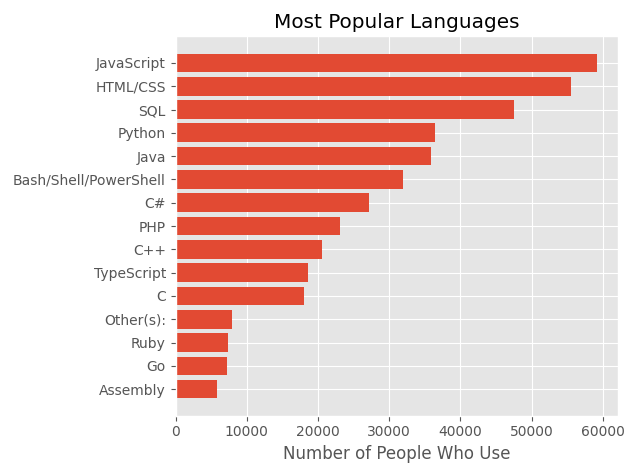 Most Popular Languages
JavaScript
HTML/CSS
SQL
Python
Java
Bash/Shell/PowerShell
C#
PHP
C++
TypeScript
C
Other(s):
Ruby
Go
Assembly
0 10000 20000 30000 40000 50000 60000
Number of People Who Use